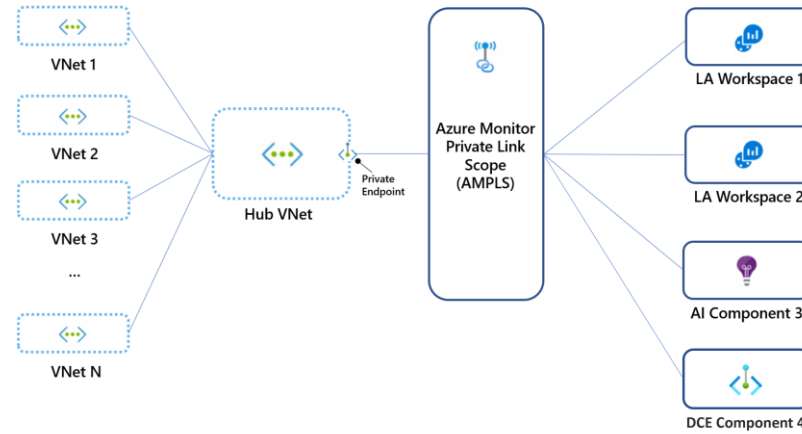 VNet 1
VNet 2
VNet 3
...
VNet N
Hub VNet
Private
Endpoint
Azure Monitor
Private Link
Scope
(AMPLS)
LA Workspace 1
LA Workspace 2
AI Component 3
DCE Component 4